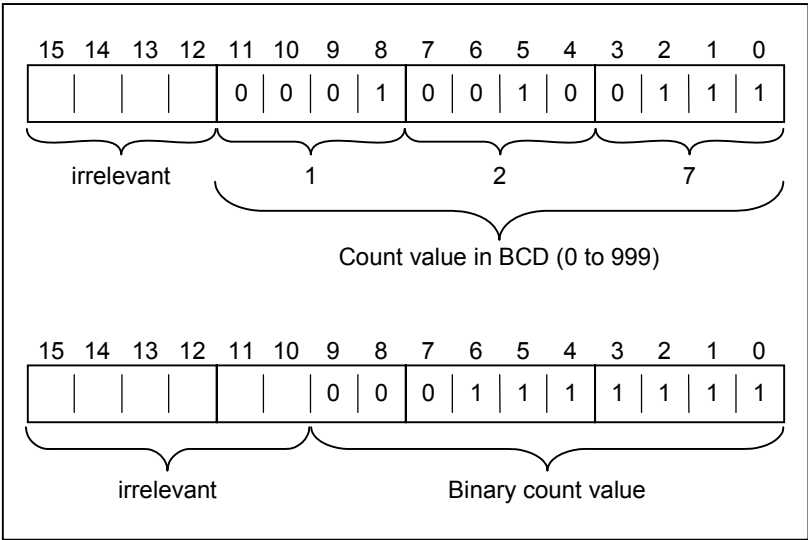 15 14 13 12 11 10 9 8 7 6 5 4 3 2 1 0
0 0 0 1 0 0 1 0 0 1 1 1
irrelevant 1 2 7
Count value in BCD (0 to 999)
15 14 13 12 11 10 9 8 7 6 5 4 3 2 1 0
0 0 0 1 1 1 1 1 1 1
irrelevant Binary count value